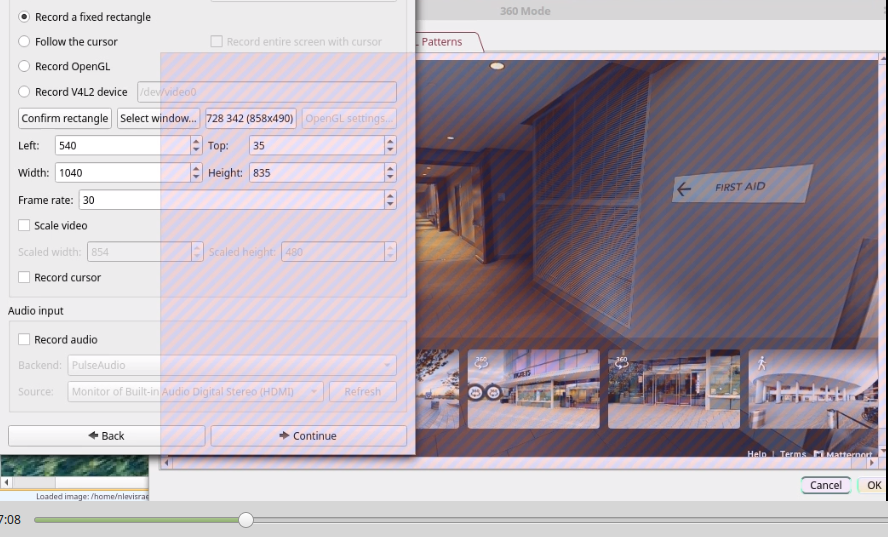 360 Mode
Record a fixed rectangle
L Patterns
Follow the cursor
Record entire screen with cursor
Record OpenGL
Record V4L2 device
/dev/video0
Confirm rectangle
Select window...
728 342 (858x490)
OpenGL settings...
Left:
540
Top:
35
Width:
1040
Height:
835
FIRST AID
Frame rate:
30
Scale video
Scaled width:
854
Scaled height:
480
Record cursor
Audio input
Record audio
360
360
Backend:
PulseAudio
Source:
Monitor of Built-in Audio Digital Stereo (HDMI)
Refresh
Back
Continue
Help | Terms
Matterport
Cancel
OK
Loaded image: /home/nlevisrae
7:08